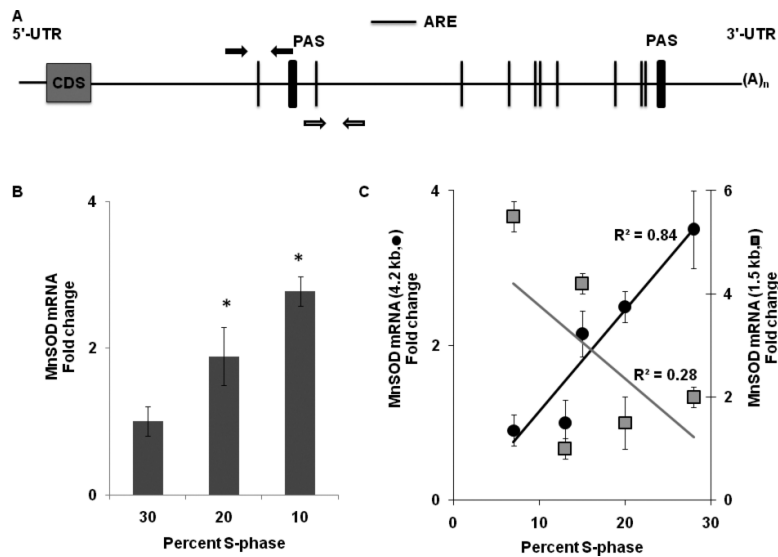 A
5'-UTR
ARE
3'-UTR
PAS
PAS
CDS
(A)n
B
4
2
0
MnSOD mRNA
Fold change
*
*
30
20
10
Percent S-phase
C
4
3
2
1
0
MnSOD mRNA (4.2 kb,●)
Fold change
R² = 0.84
R² = 0.28
6
4
2
0
MnSOD mRNA (1.5 kb,■)
Fold change
0
10
20
30
Percent S-phase